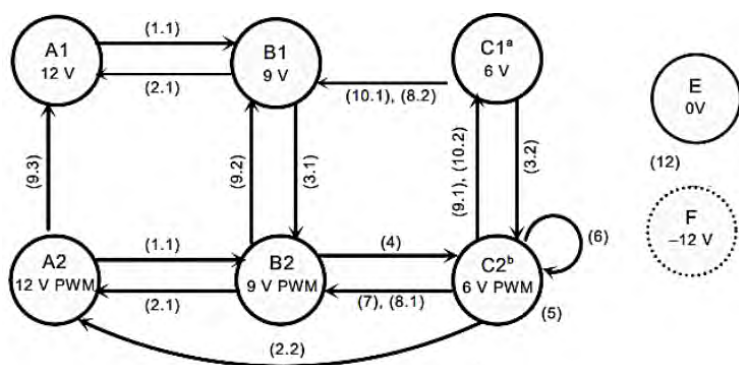 A1
12 V
(1.1)
(2.1)
B1
9 V
(10.1), (8.2)
C1ᵃ
6 V
E
0V
(12)
F
–12 V
(9.3)
(9.2)
(3.1)
(9.1), (10.2)
(3.2)
A2
12 V PWM
(1.1)
(2.1)
B2
9 V PWM
(4)
(7), (8.1)
C2ᵇ
6 V PWM
(6)
(5)
(2.2)